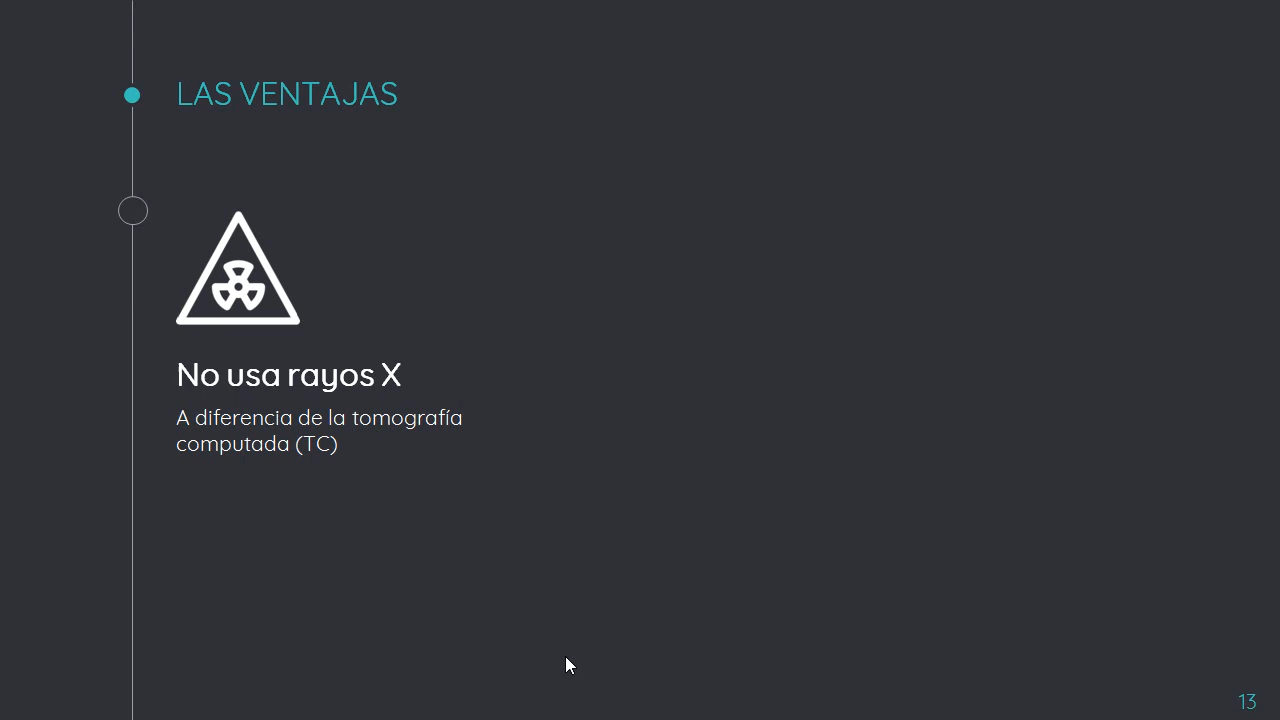 LAS VENTAJAS
No usa rayos X
A diferencia de la tomografía
computada (TC)
13